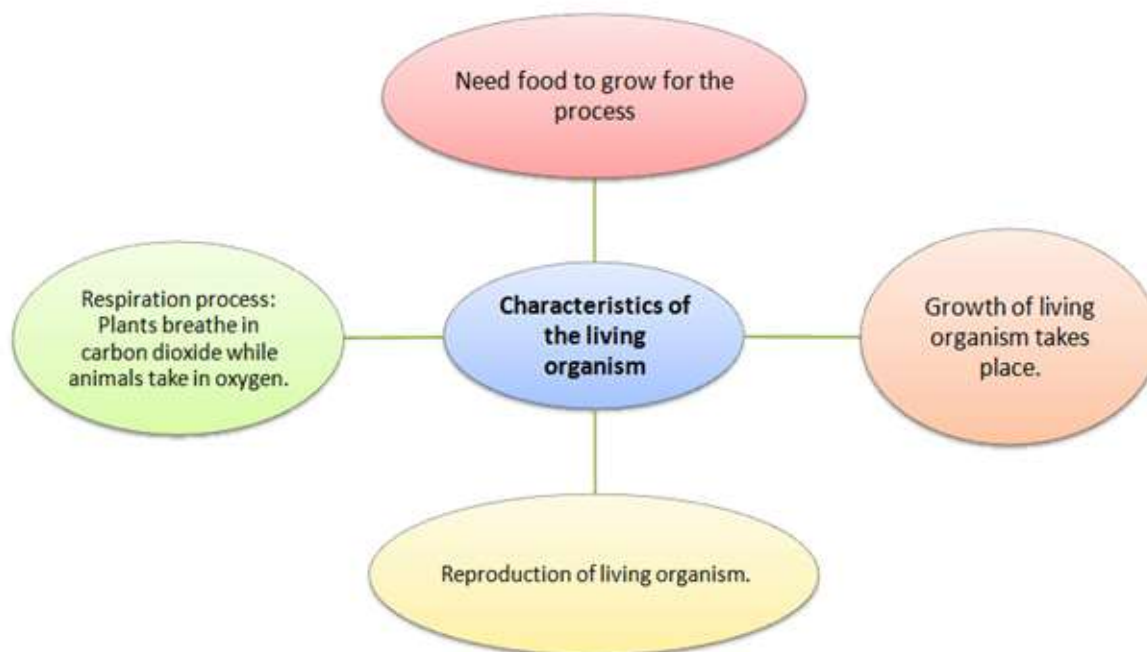 Need food to grow for the
process
Respiration process:
Plants breathe in
carbon dioxide while
animals take in oxygen.
Characteristics of
the living
organism
Growth of living
organism takes
place.
Reproduction of living organism.